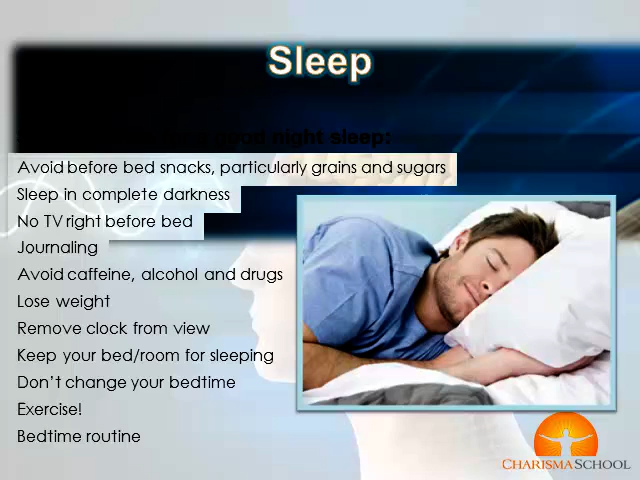 Sleep
good night sleep:
Avoid before bed snacks, particularly grains and sugars
Sleep in complete darkness
No TV right before bed
Journaling
Avoid caffeine, alcohol and drugs
Lose weight
Remove clock from view
Keep your bed/room for sleeping
Don't change your bedtime
Exercise!
Bedtime routine
CHARISMA SCHOOL